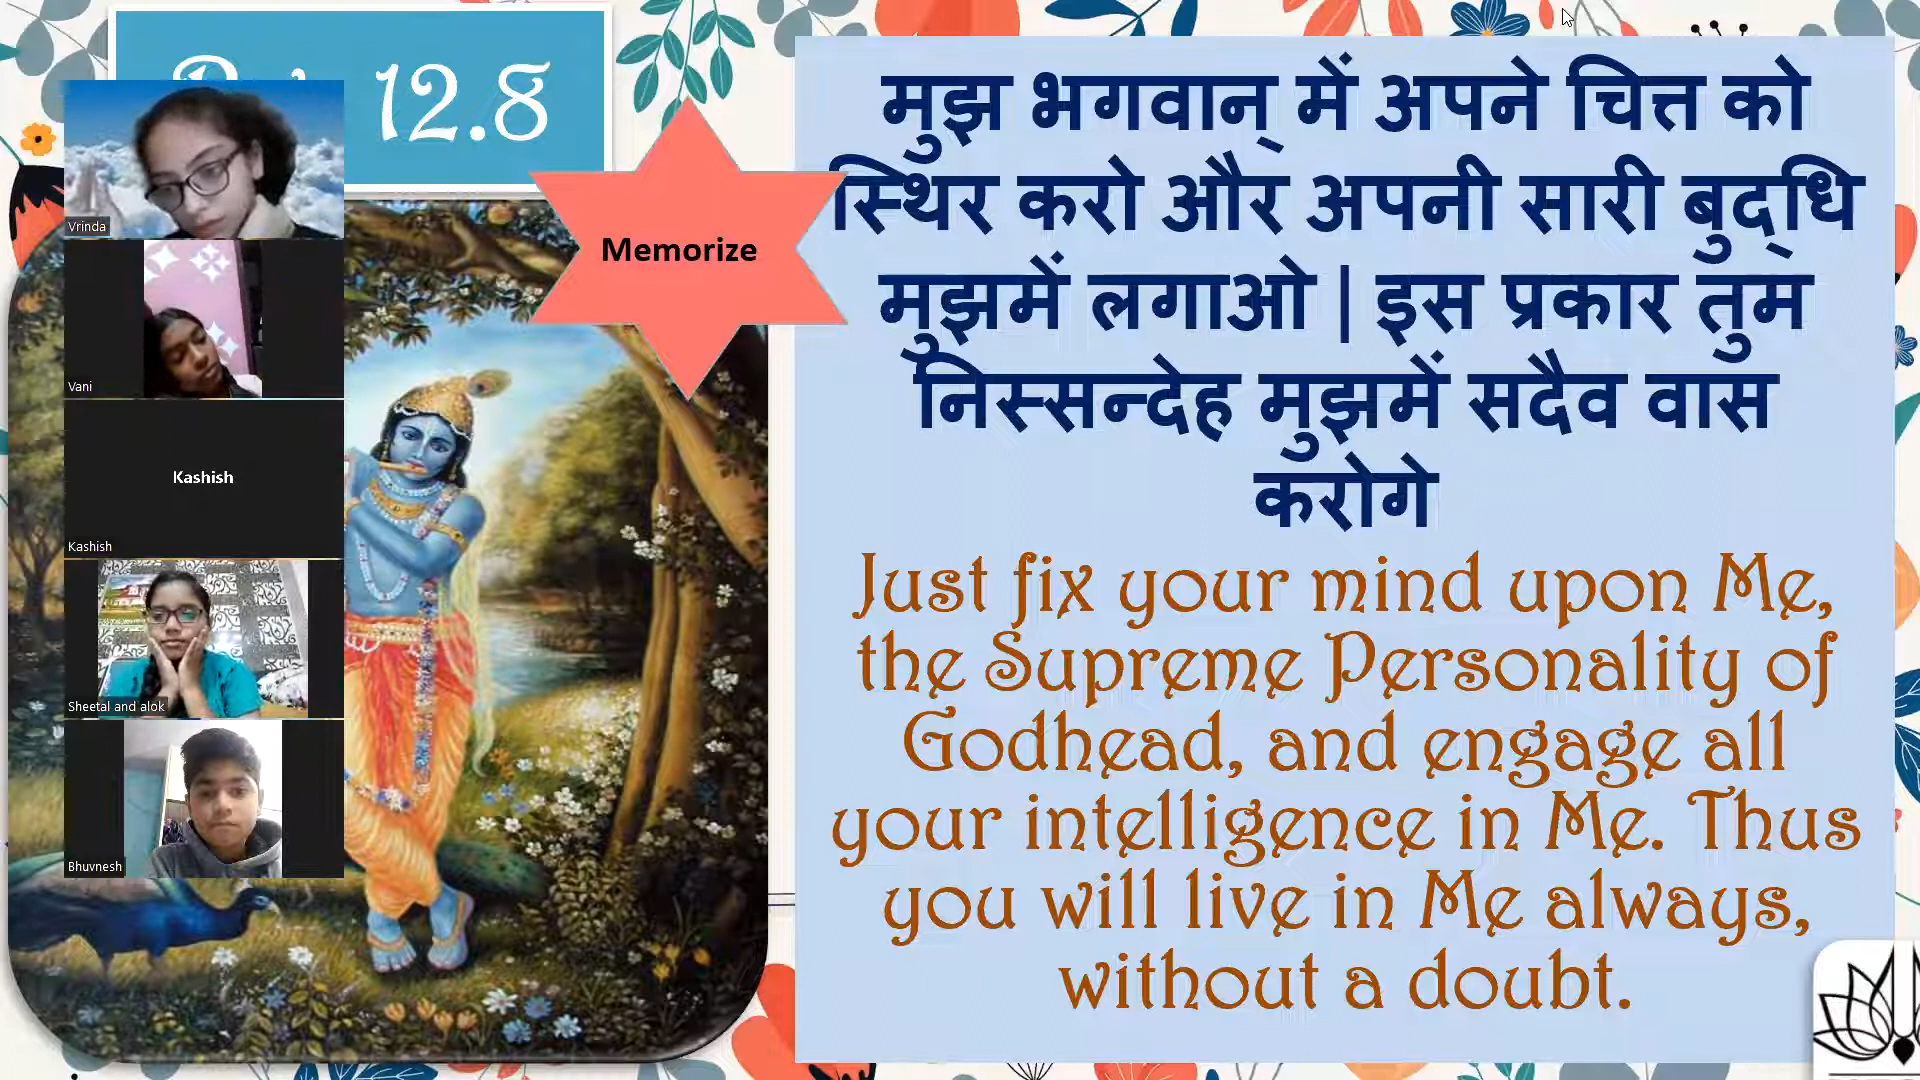 12.8
Memorize
मुझ भगवान् में अपने चित्त को
स्थिर करो और अपनी सारी बुद्धि
मुझमें लगाओ | इस प्रकार तुम
निस्सन्देह मुझमें सदैव वास
करोगे
Just fix your mind upon Me,
the Supreme Personality of
Godhead, and engage all
your intelligence in Me. Thus
you will live in Me always,
without a doubt.
Vrinda
Vani
Kashish
Kashish
Sheetal and alok
Bhuvnesh